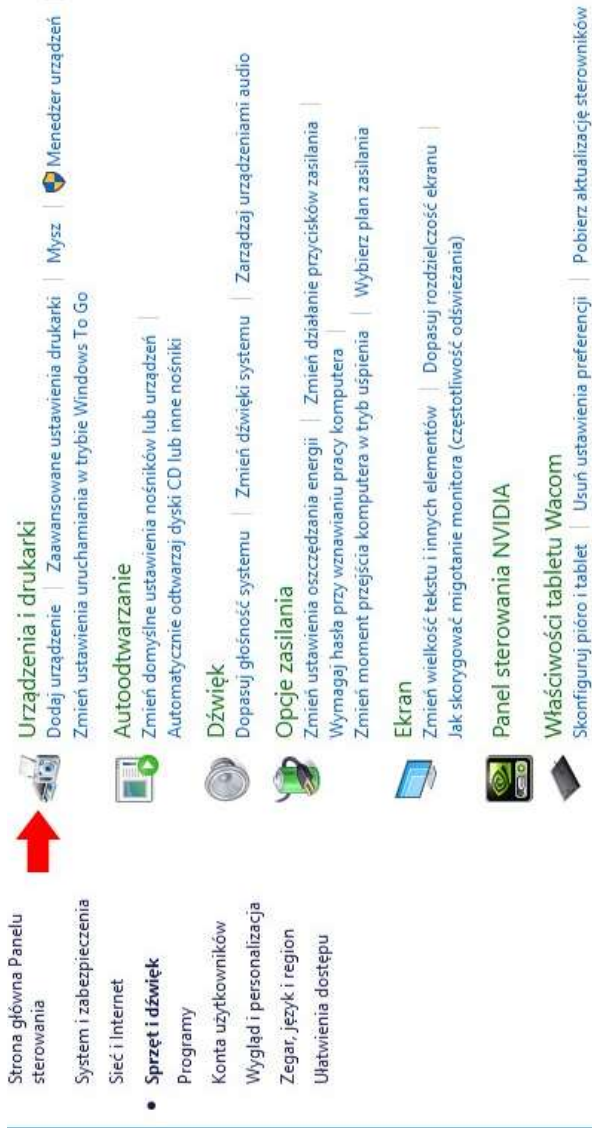 Strona główna Panelu
sterowania
System i zabezpieczenia
Sieć i Internet
• Sprzęt i dźwięk
Programy
Konta użytkowników
Wygląd i personalizacja
Zegar, język i region
Ułatwienia dostępu
Urządzenia i drukarki
Dodaj urządzenie | Zaawansowane ustawienia drukarki | Mysz | Menedżer urządzeń
Zmień ustawienia uruchamiania w trybie Windows To Go
Autoodtwarzanie
Zmień domyślne ustawienia nośników lub urządzeń |
Automatycznie odtwarzaj dyski CD lub inne nośniki
Dźwięk
Dopasuj głośność systemu | Zmień dźwięki systemu | Zarządzaj urządzeniami audio
Opcje zasilania
Zmień ustawienia oszczędzania energii | Zmień działanie przycisków zasilania |
Wymagaj hasła przy wznawianiu pracy komputera |
Zmień moment przejścia komputera w tryb uśpienia | Wybierz plan zasilania
Ekran
Zmień wielkość tekstu i innych elementów | Dopasuj rozdzielczość ekranu |
Jak skorygować migotanie monitora (częstotliwość odświeżania)
Panel sterowania NVIDIA
Właściwości tabletu Wacom
Skonfiguruj pióro i tablet | Usuń ustawienia preferencji | Pobierz aktualizację sterowników